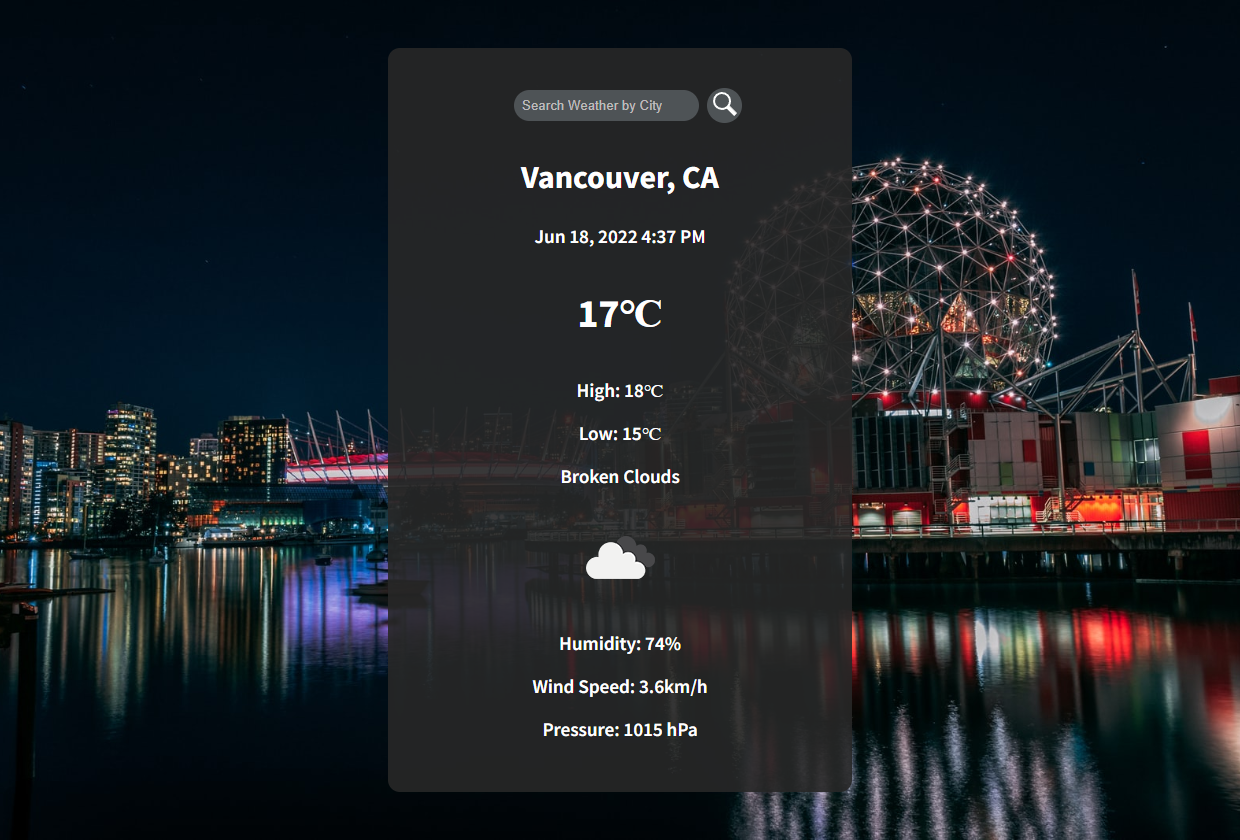 Search Weather by City
Vancouver, CA
Jun 18, 2022 4:37 PM
17℃
High: 18℃
Low: 15℃
Broken Clouds
Humidity: 74%
Wind Speed: 3.6km/h
Pressure: 1015 hPa